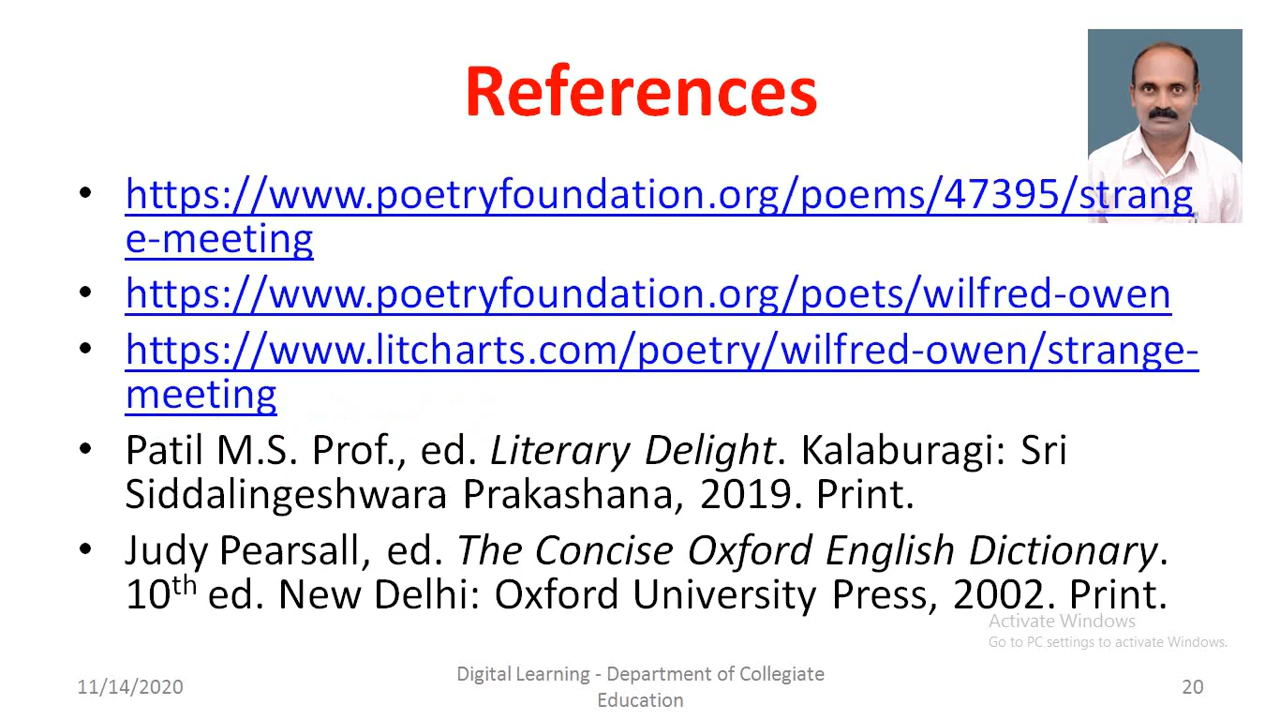 References
• https://www.poetryfoundation.org/poems/47395/strang
e-meeting
• https://www.poetryfoundation.org/poets/wilfred-owen
• https://www.litcharts.com/poetry/wilfred-owen/strange-
meeting
• Patil M.S. Prof., ed. Literary Delight. Kalaburagi: Sri
Siddalingeshwara Prakashana, 2019. Print.
• Judy Pearsall, ed. The Concise Oxford English Dictionary.
10th ed. New Delhi: Oxford University Press, 2002. Print.
Activate Windows
Go to PC settings to activate Windows.
11/14/2020
Digital Learning - Department of Collegiate
Education
20